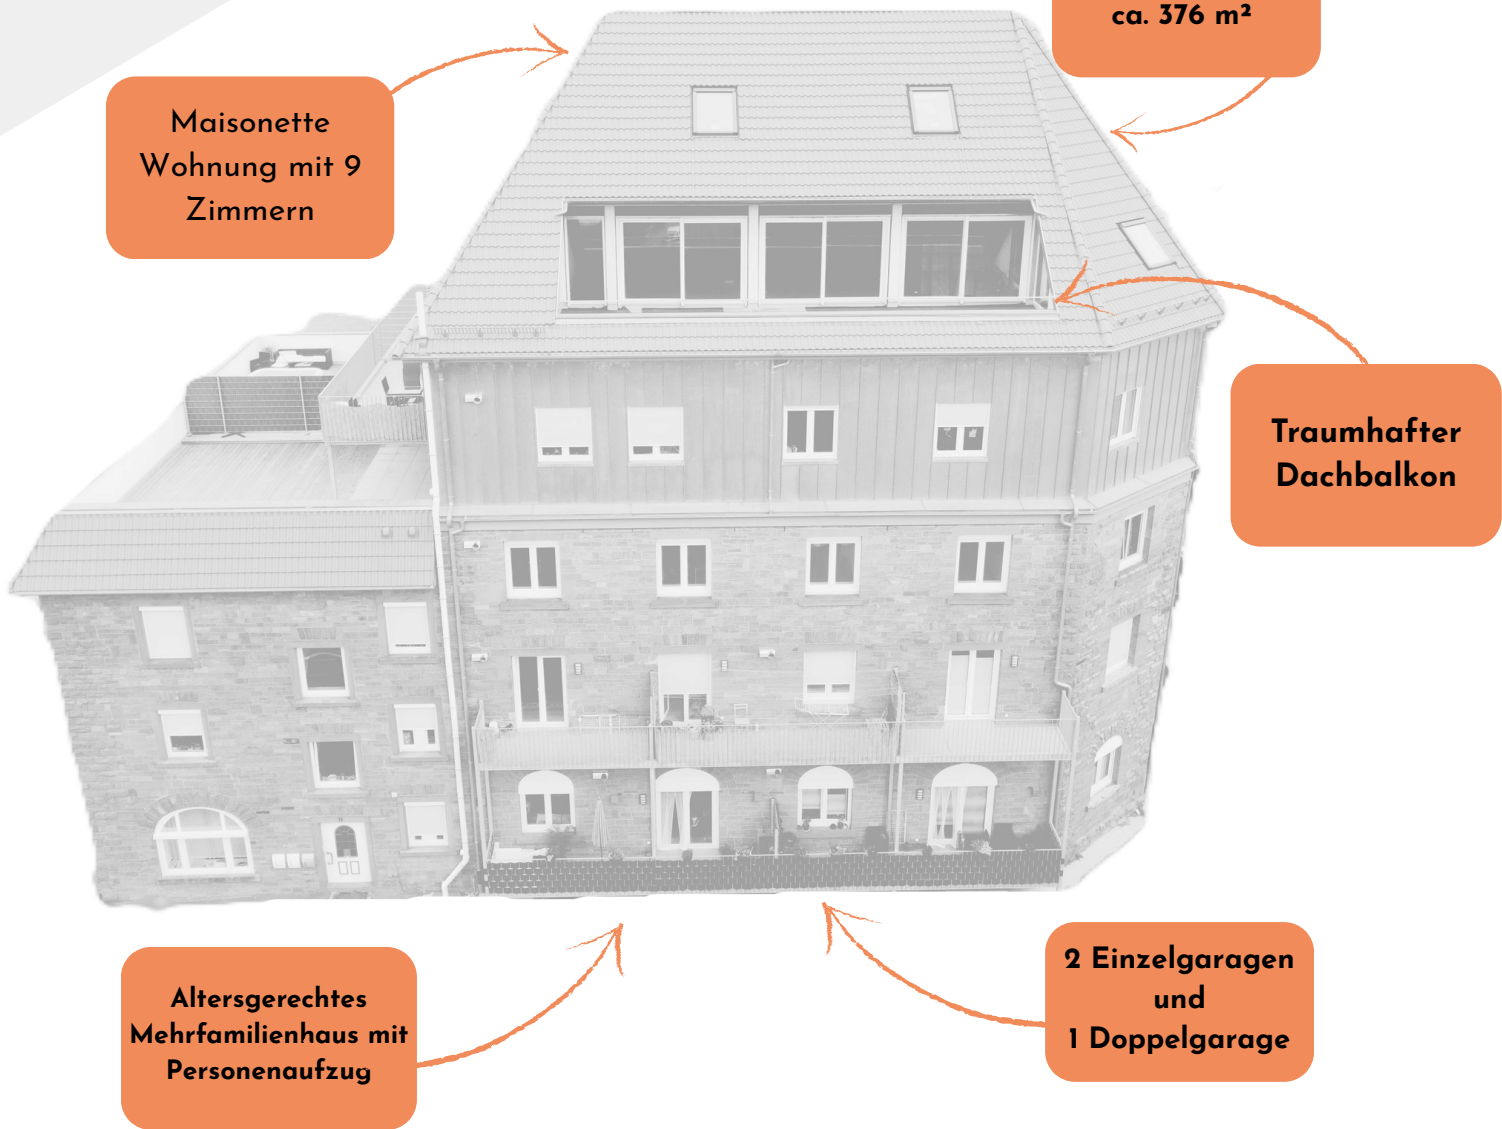 ca. 376 m²
Maisonette
Wohnung mit 9
Zimmern
Traumhafter
Dachbalkon
Altersgerechtes
Mehrfamilienhaus mit
Personenaufzug
2 Einzelgaragen
und
1 Doppelgarage